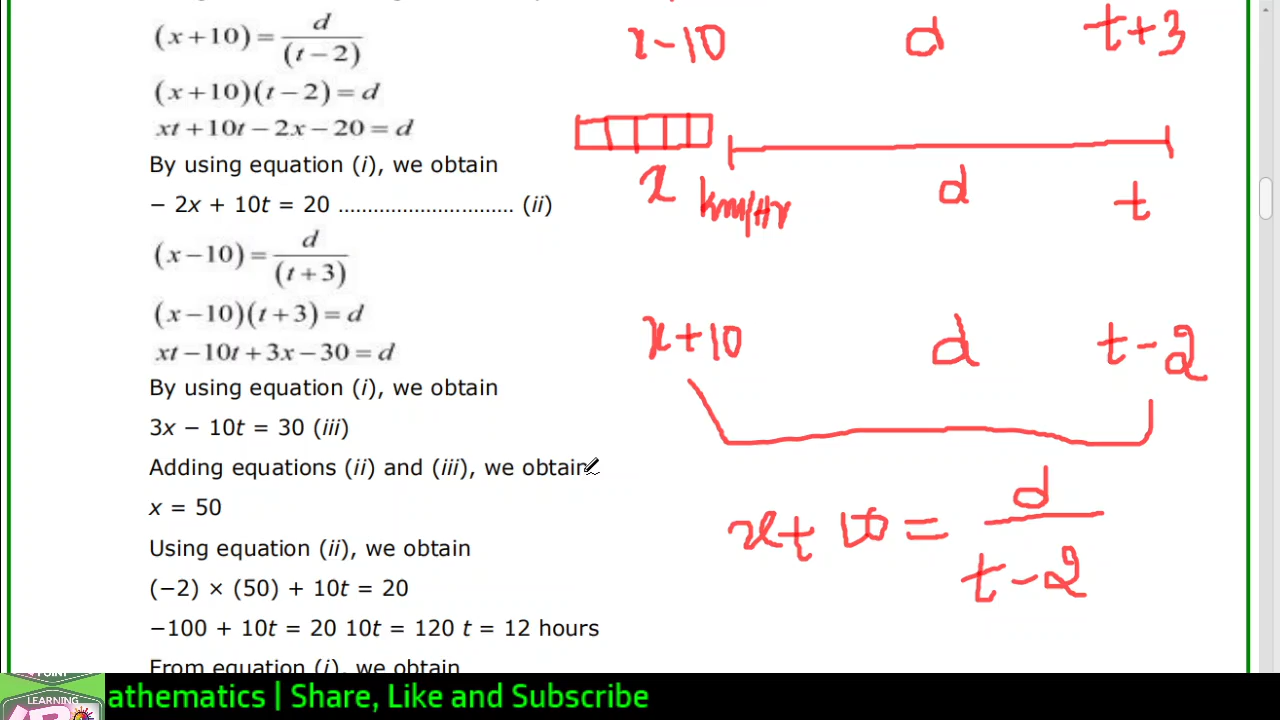 (x+10) = d/(t−2)
(x+10)(t−2) = d
xt+10t−2x−20 = d
By using equation (i), we obtain
− 2x + 10t = 20 .............................. (ii)
(x−10) = d/(t+3)
(x−10)(t+3) = d
xt−10t+3x−30 = d
By using equation (i), we obtain
3x − 10t = 30 (iii)
Adding equations (ii) and (iii), we obtain
x = 50
Using equation (ii), we obtain
(−2) × (50) + 10t = 20
−100 + 10t = 20 10t = 120 t = 12 hours
From equation (i), we obtain
x-10 d t+3
x km/Hr d t
x+10 d t-2
x+10 = d/t-2
POINT
LEARNING
athematics | Share, Like and Subscribe